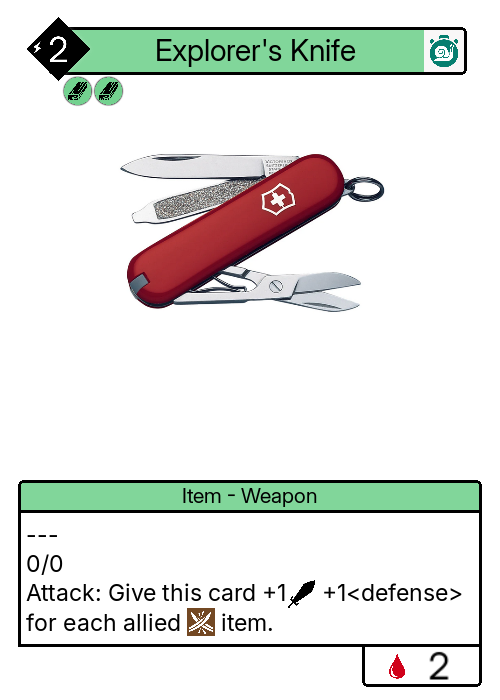 2
Explorer's Knife
Item - Weapon
---
0/0
Attack: Give this card +1 +1<defense>
for each allied item.
2